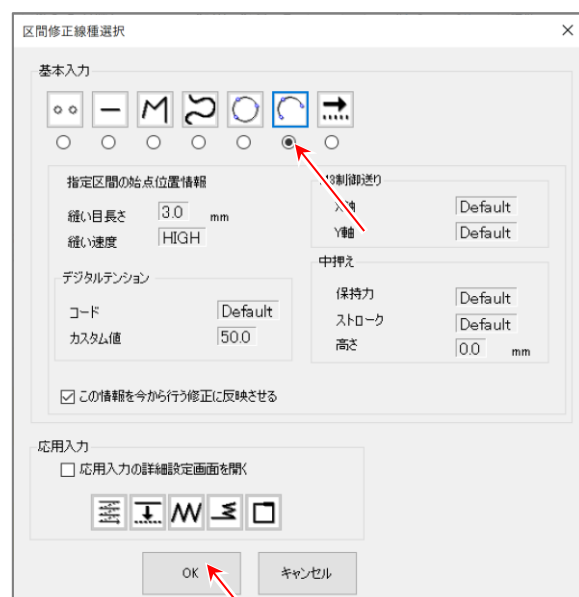 区間修正線種選択
基本入力
指定区間の始点位置情報
縫い目長さ 3.0 mm
縫い速度 HIGH
デジタルテンション
コード Default
カスタム値 50.0
制御送り
Default
Y軸 Default
中押え
保持力 Default
ストローク Default
高さ 0.0 mm
この情報を今から行う修正に反映させる
応用入力
応用入力の詳細設定画面を開く
OK キャンセル